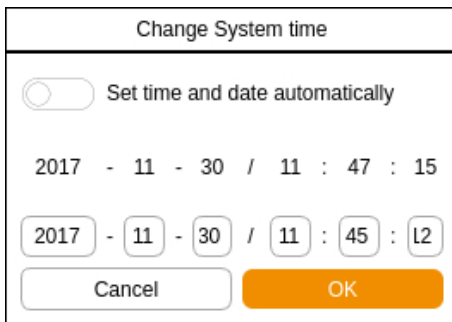 Change System time
Set time and date automatically
2017 - 11 - 30 / 11 : 47 : 15
2017 - 11 - 30 / 11 : 45 : 12
Cancel OK